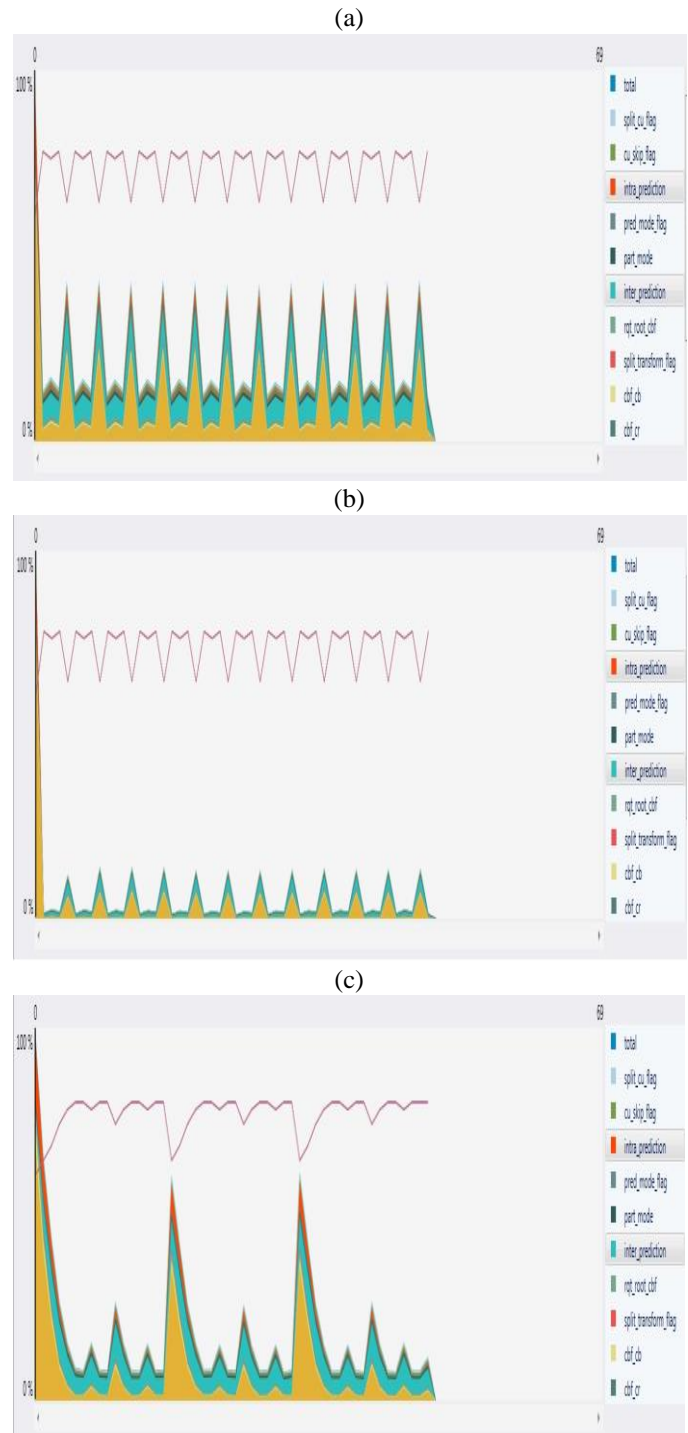 (a)
0 69
100 %
0 %
total
split_cu_flag
cu_skip_flag
intra_prediction
pred_mode_flag
part_mode
inter_prediction
rqt_root_cbf
split_transform_flag
cbf_cb
cbf_cr
(b)
0 69
100 %
0 %
total
split_cu_flag
cu_skip_flag
intra_prediction
pred_mode_flag
part_mode
inter_prediction
rqt_root_cbf
split_transform_flag
cbf_cb
cbf_cr
(c)
0 69
100 %
0 %
total
split_cu_flag
cu_skip_flag
intra_prediction
pred_mode_flag
part_mode
inter_prediction
rqt_root_cbf
split_transform_flag
cbf_cb
cbf_cr